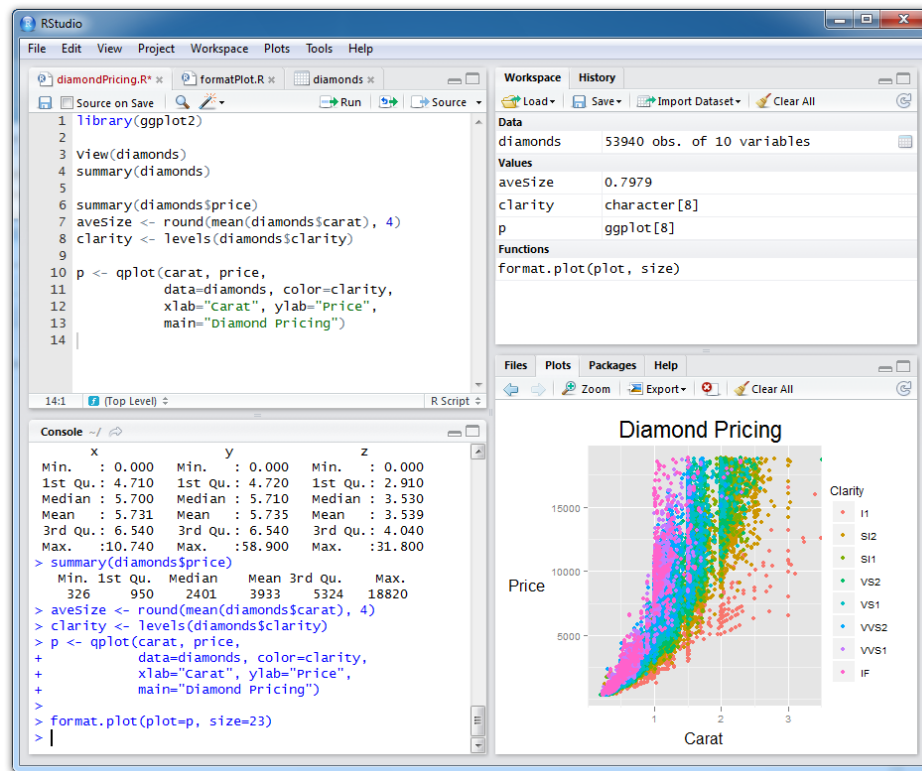 RStudio
File Edit View Project Workspace Plots Tools Help
diamondPricing.R* × formatPlot.R × diamonds ×
Source on Save Run Source
1 library(ggplot2)
2
3 View(diamonds)
4 summary(diamonds)
5
6 summary(diamonds$price)
7 aveSize <- round(mean(diamonds$carat), 4)
8 clarity <- levels(diamonds$clarity)
9
10 p <- qplot(carat, price,
11            data=diamonds, color=clarity,
12            xlab="Carat", ylab="Price",
13            main="Diamond Pricing")
14
14:1 (Top Level) R Script
Console ~/
x y z
Min. : 0.000 Min. : 0.000 Min. : 0.000
1st Qu.: 4.710 1st Qu.: 4.720 1st Qu.: 2.910
Median : 5.700 Median : 5.710 Median : 3.530
Mean : 5.731 Mean : 5.735 Mean : 3.539
3rd Qu.: 6.540 3rd Qu.: 6.540 3rd Qu.: 4.040
Max. :10.740 Max. :58.900 Max. :31.800
> summary(diamonds$price)
Min. 1st Qu. Median Mean 3rd Qu. Max.
326 950 2401 3933 5324 18820
> aveSize <- round(mean(diamonds$carat), 4)
> clarity <- levels(diamonds$clarity)
> p <- qplot(carat, price,
+            data=diamonds, color=clarity,
+            xlab="Carat", ylab="Price",
+            main="Diamond Pricing")
>
> format.plot(plot=p, size=23)
>
Workspace History
Load Save Import Dataset Clear All
Data
diamonds 53940 obs. of 10 variables
Values
aveSize 0.7979
clarity character[8]
p ggplot[8]
Functions
format.plot(plot, size)
Files Plots Packages Help
Zoom Export Clear All
Diamond Pricing
Price
15000
10000
5000
1 2 3
Carat
Clarity
I1
SI2
SI1
VS2
VS1
VVS2
VVS1
IF